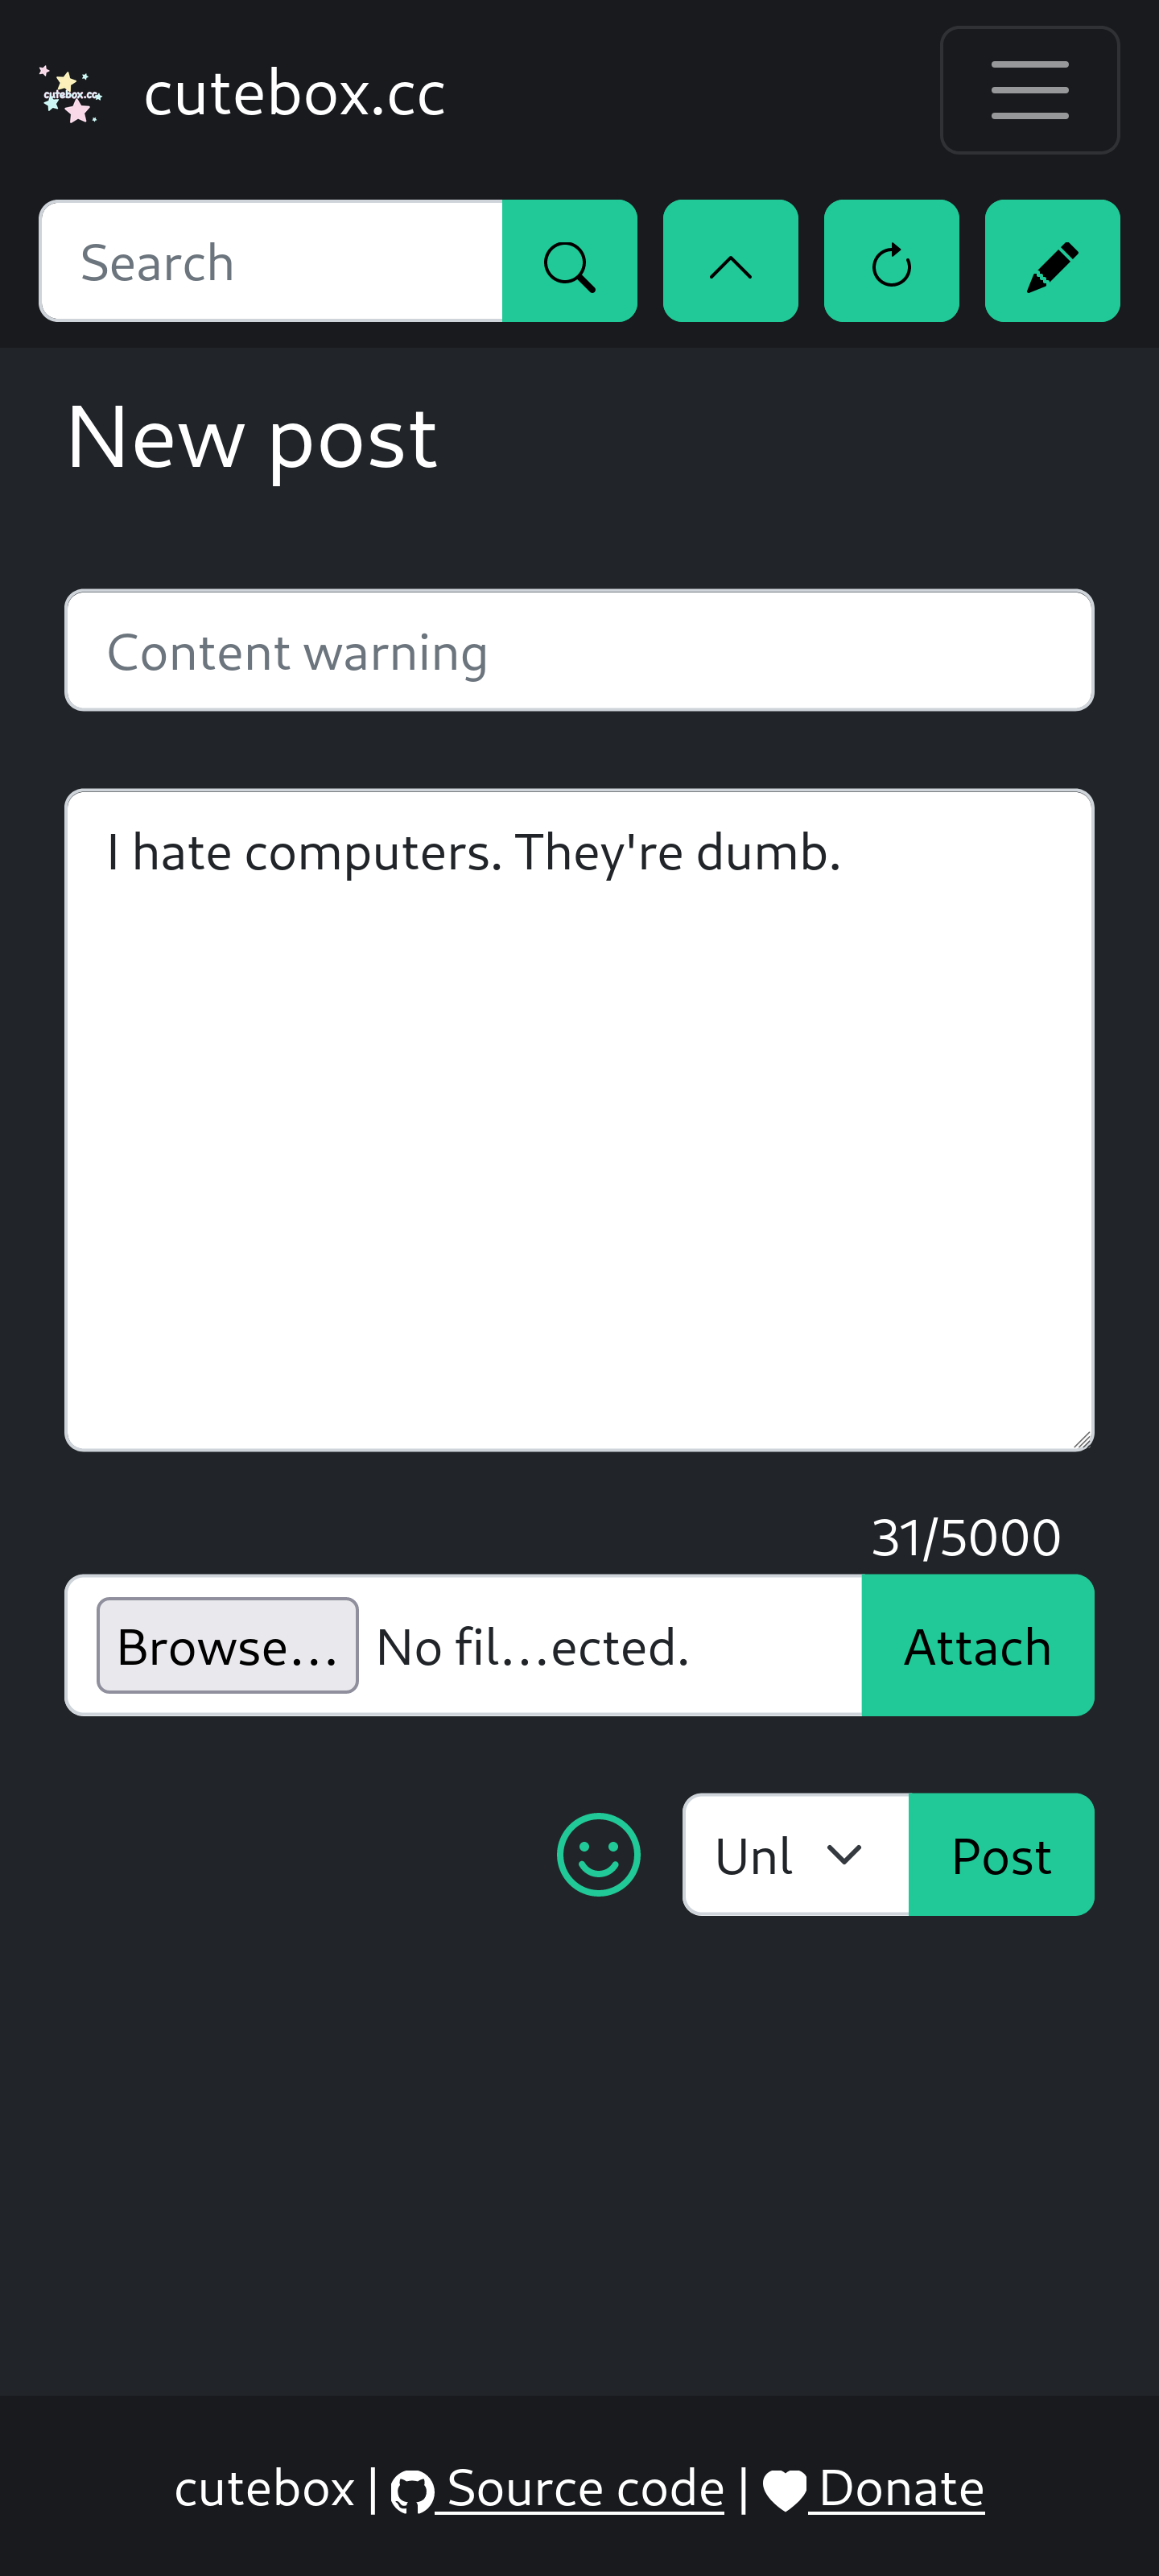 cutebox.cc
cutebox.cc
Search
New post
Content warning
I hate computers. They're dumb.
31/5000
Browse... No fil...ected. Attach
Unl Post
cutebox | Source code | Donate